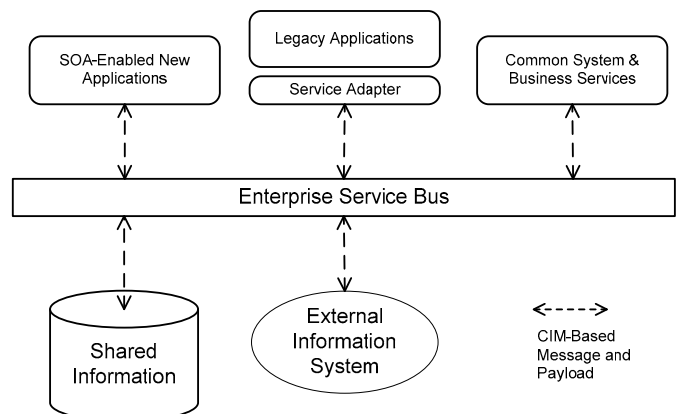 SOA-Enabled New
Applications
Legacy Applications
Service Adapter
Common System &
Business Services
Enterprise Service Bus
Shared
Information
External
Information
System
CIM-Based
Message and
Payload